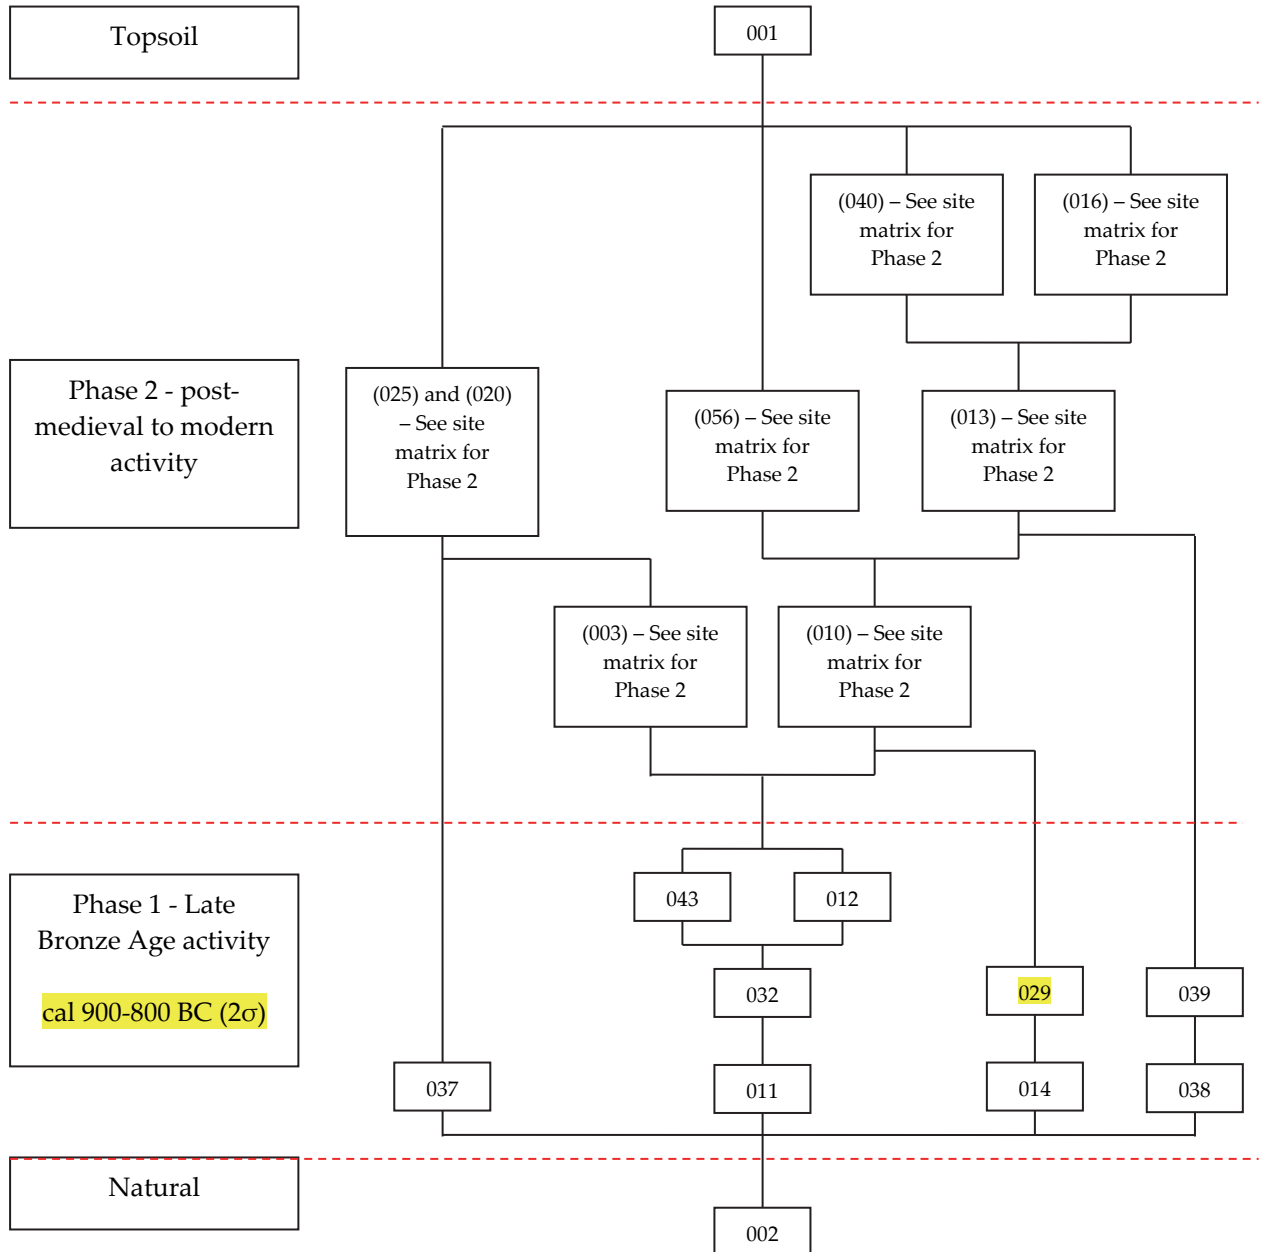 Topsoil
001
(040) – See site
matrix for
Phase 2
(016) – See site
matrix for
Phase 2
Phase 2 - post-
medieval to modern
activity
(025) and (020)
– See site
matrix for
Phase 2
(056) – See site
matrix for
Phase 2
(013) – See site
matrix for
Phase 2
(003) – See site
matrix for
Phase 2
(010) – See site
matrix for
Phase 2
Phase 1 - Late
Bronze Age activity
cal 900-800 BC (2σ)
043
012
032
029
039
037
011
014
038
Natural
002